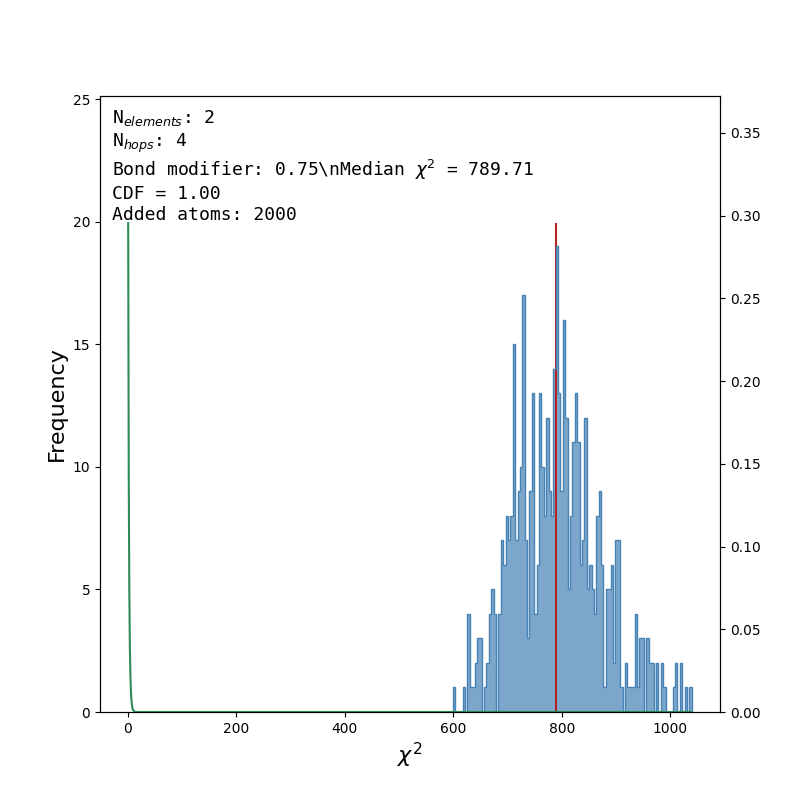 N_elements: 2
N_hops: 4
Bond modifier: 0.75\nMedian χ² = 789.71
CDF = 1.00
Added atoms: 2000
25
20
15
10
5
0
Frequency
0.35
0.30
0.25
0.20
0.15
0.10
0.05
0.00
0 200 400 600 800 1000
χ²